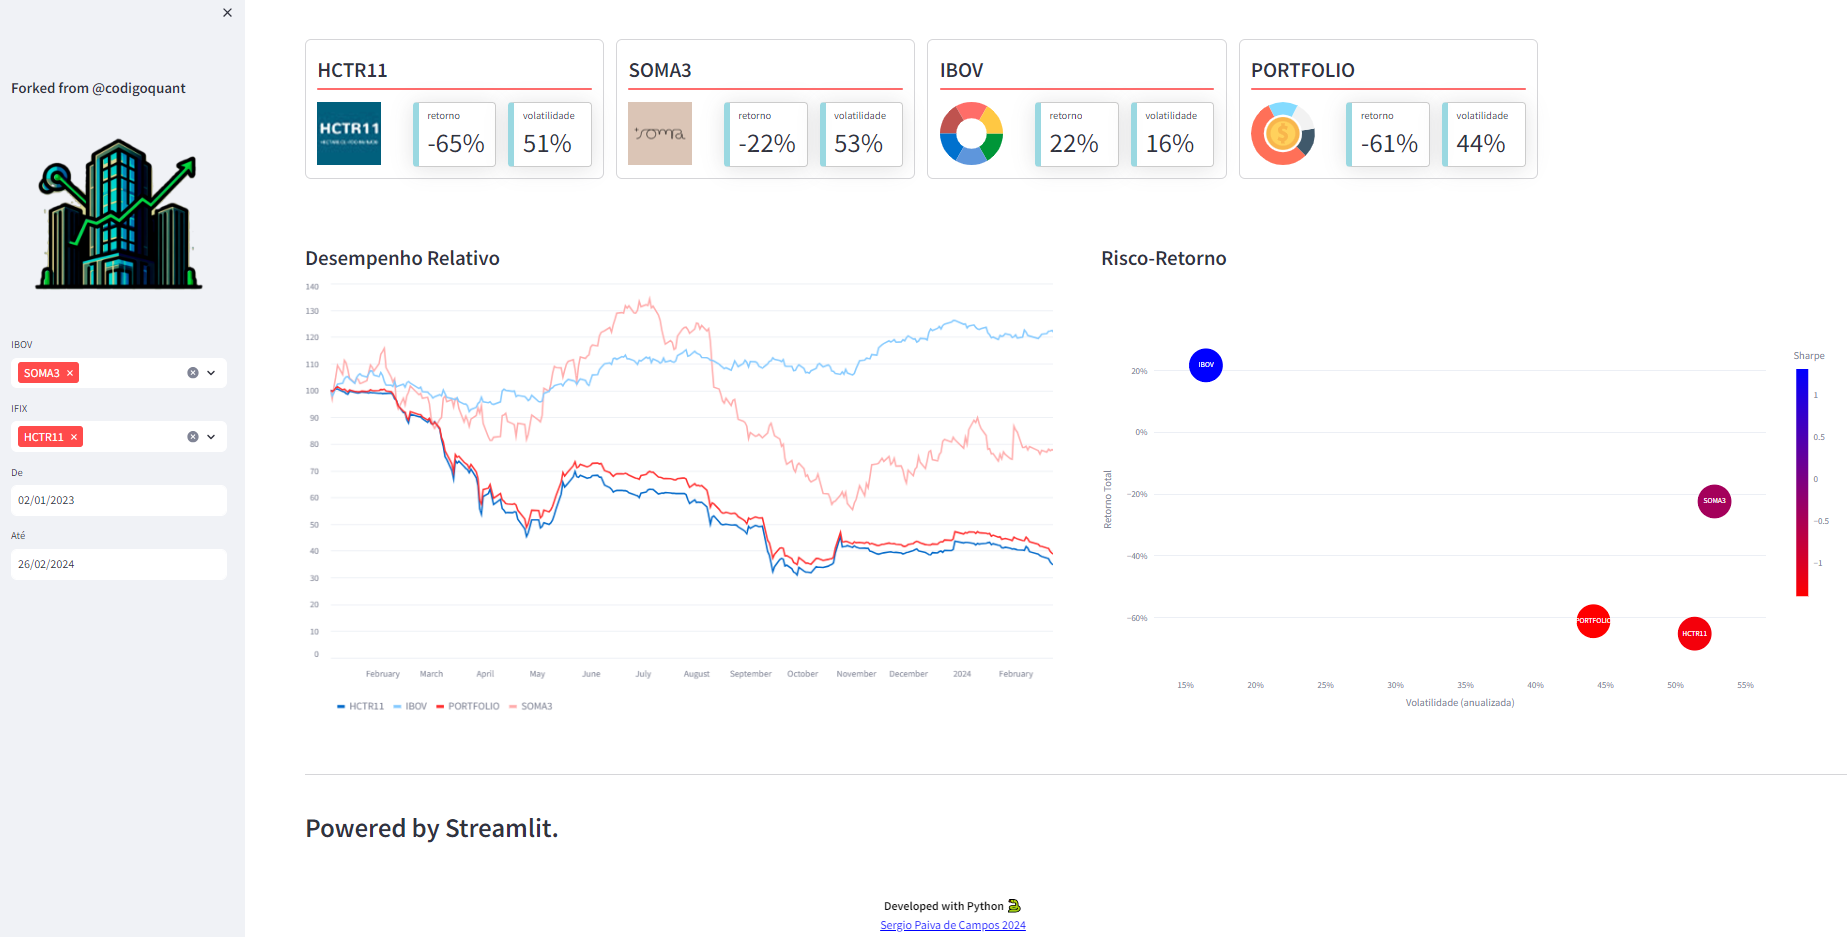 Forked from @codigoquant
IBOV
SOMA3
IFIX
HCTR11
De
02/01/2023
Até
26/02/2024
HCTR11
HCTR11
retorno
-65%
volatilidade
51%
SOMA3
soma
retorno
-22%
volatilidade
53%
IBOV
retorno
22%
volatilidade
16%
PORTFOLIO
$
retorno
-61%
volatilidade
44%
Desempenho Relativo
140
130
120
110
100
90
80
70
60
50
40
30
20
10
0
February March April May June July August September October November December 2024 February
HCTR11 IBOV PORTFOLIO SOMA3
Risco-Retorno
Retorno Total
20%
0%
−20%
−40%
−60%
IBOV
SOMA3
PORTFOLIO
HCTR11
15% 20% 25% 30% 35% 40% 45% 50% 55%
Volatilidade (anualizada)
Sharpe
1
0.5
0
−0.5
−1
Powered by Streamlit.
Developed with Python
Sergio Paiva de Campos 2024